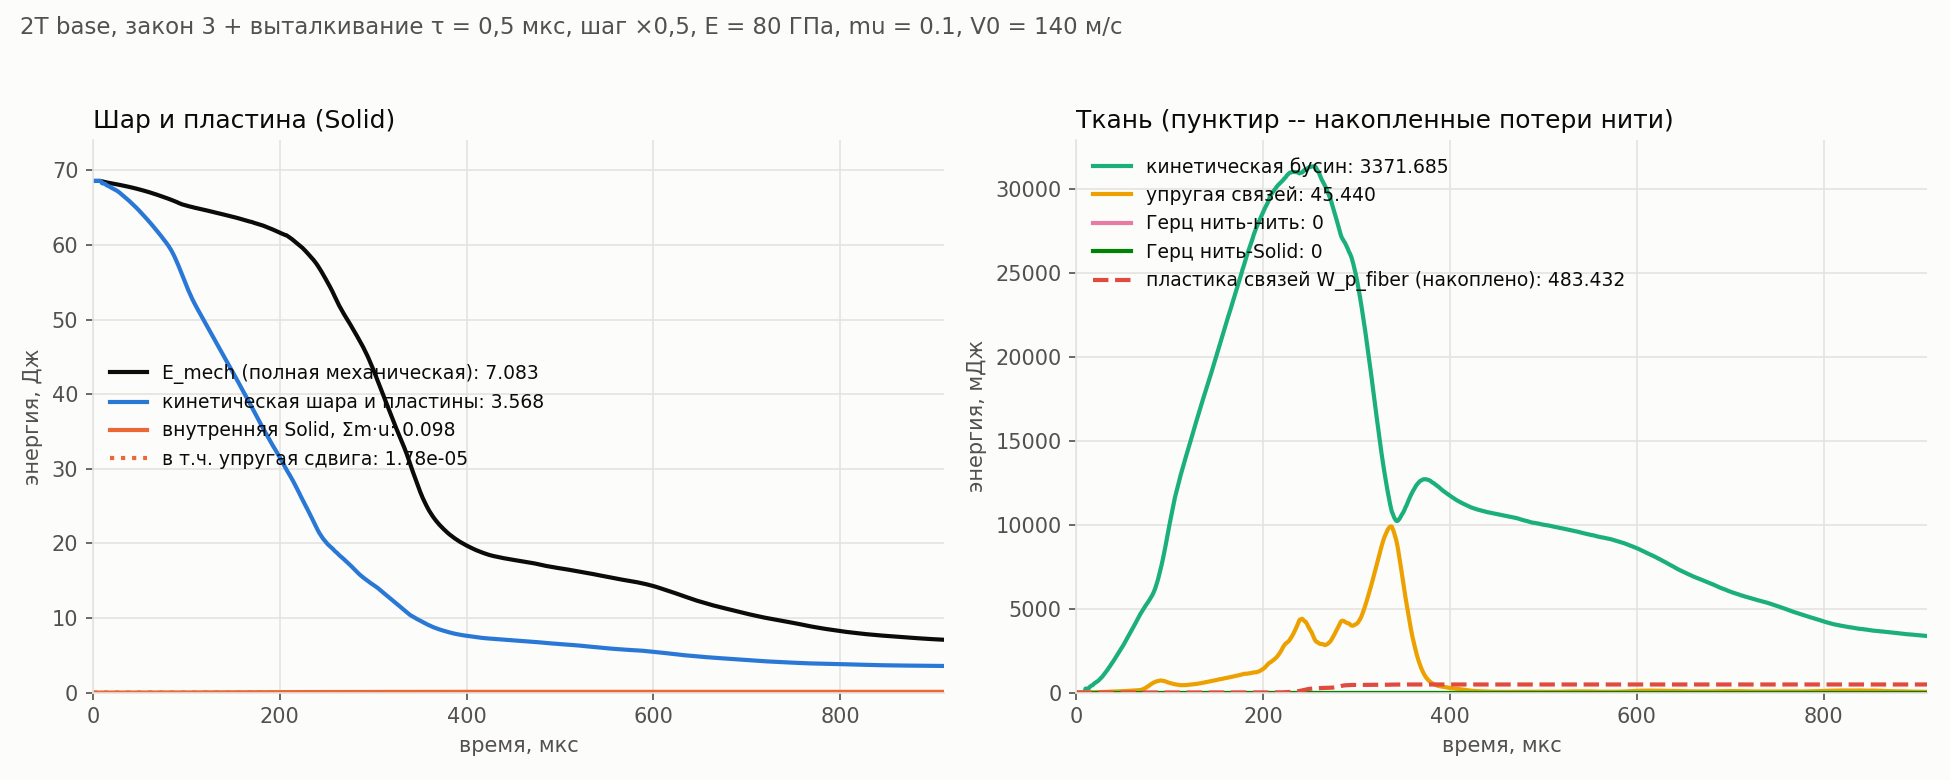 2T base, закон 3 + выталкивание τ = 0,5 мкс, шаг ×0,5, E = 80 ГПа, mu = 0.1, V0 = 140 м/с
Шар и пластина (Solid)
энергия, Дж
70
60
50
40
30
20
10
0
E_mech (полная механическая): 7.083
кинетическая шара и пластины: 3.568
внутренняя Solid, Σm·u: 0.098
в т.ч. упругая сдвига: 1.78e-05
0
200
400
600
800
время, мкс
Ткань (пунктир -- накопленные потери нити)
энергия, мДж
30000
25000
20000
15000
10000
5000
0
кинетическая бусин: 3371.685
упругая связей: 45.440
Герц нить-нить: 0
Герц нить-Solid: 0
пластика связей W_p_fiber (накоплено): 483.432
0
200
400
600
800
время, мкс